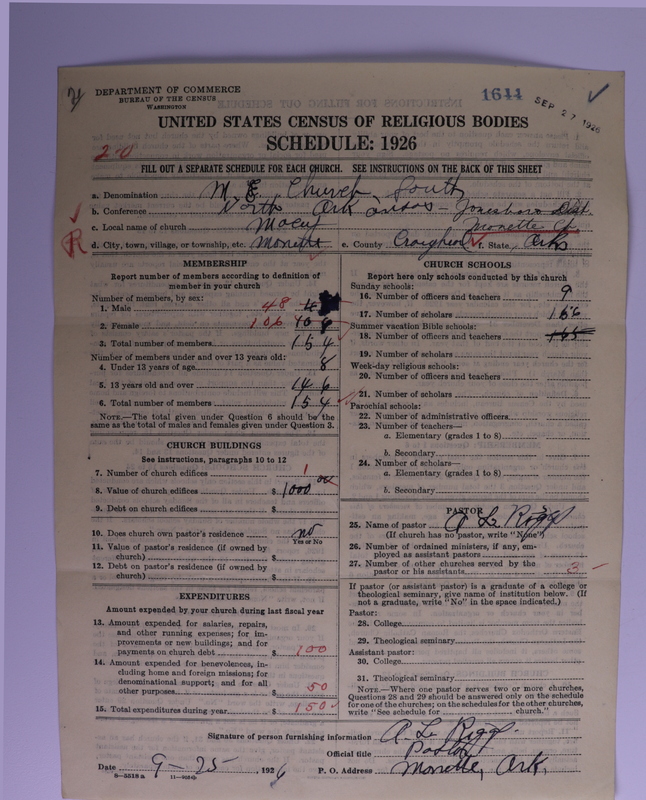 DEPARTMENT OF COMMERCE
BUREAU OF THE CENSUS
WASHINGTON
1644
SEP 27 1926
UNITED STATES CENSUS OF RELIGIOUS BODIES
SCHEDULE: 1926
2-0
FILL OUT A SEPARATE SCHEDULE FOR EACH CHURCH. SEE INSTRUCTIONS ON THE BACK OF THIS SHEET
a. Denomination M. E. Church South
b. Conference North Arkansas - Jonesboro Dist.
c. Local name of church Macey Monette Ct
d. City, town, village, or township, etc. Monette e. County Craighead f. State Ark
R
MEMBERSHIP
Report number of members according to definition of member in your church
Number of members, by sex:
1. Male 48
2. Female 106
3. Total number of members 154
Number of members under and over 13 years old:
4. Under 13 years of age 8
5. 13 years old and over 146
6. Total number of members 154
NOTE.—The total given under Question 6 should be the
same as the total of males and females given under Question 3.
CHURCH BUILDINGS
See instructions, paragraphs 10 to 12
7. Number of church edifices 1
8. Value of church edifices $1000 00
9. Debt on church edifices $
10. Does church own pastor's residence no
Yes or No
11. Value of pastor's residence (if owned by
church) $
12. Debt on pastor's residence (if owned by
church) $
EXPENDITURES
Amount expended by your church during last fiscal year
13. Amount expended for salaries, repairs,
and other running expenses; for im-
provements or new buildings; and for
payments on church debt $ 100
14. Amount expended for benevolences, in-
cluding home and foreign missions; for
denominational support; and for all
other purposes $ 50
15. Total expenditures during year $ 150
CHURCH SCHOOLS
Report here only schools conducted by this church
Sunday schools:
16. Number of officers and teachers 9
17. Number of scholars 156
Summer vacation Bible schools:
18. Number of officers and teachers 165
19. Number of scholars
Week-day religious schools:
20. Number of officers and teachers
21. Number of scholars
Parochial schools:
22. Number of administrative officers
23. Number of teachers—
a. Elementary (grades 1 to 8)
b. Secondary
24. Number of scholars—
a. Elementary (grades 1 to 8)
b. Secondary
PASTOR
25. Name of pastor A L Riggs
(If church has no pastor, write "None")
26. Number of ordained ministers, if any, em-
ployed as assistant pastors
27. Number of other churches served by the
pastor or his assistants 3 -
If pastor (or assistant pastor) is a graduate of a college or
theological seminary, give name of institution below. (If
not a graduate, write "No" in the space indicated.)
Pastor:
28. College
29. Theological seminary
Assistant pastor:
30. College
31. Theological seminary
NOTE.—Where one pastor serves two or more churches,
Questions 28 and 29 should be answered only on the schedule
for one of the churches; on the schedules for the other churches,
write "See schedule for church."
Signature of person furnishing information A. L. Riggs.
Official title Pastor
Date 9-25, 1926 P. O. Address Monette, Ark.
8-5518a